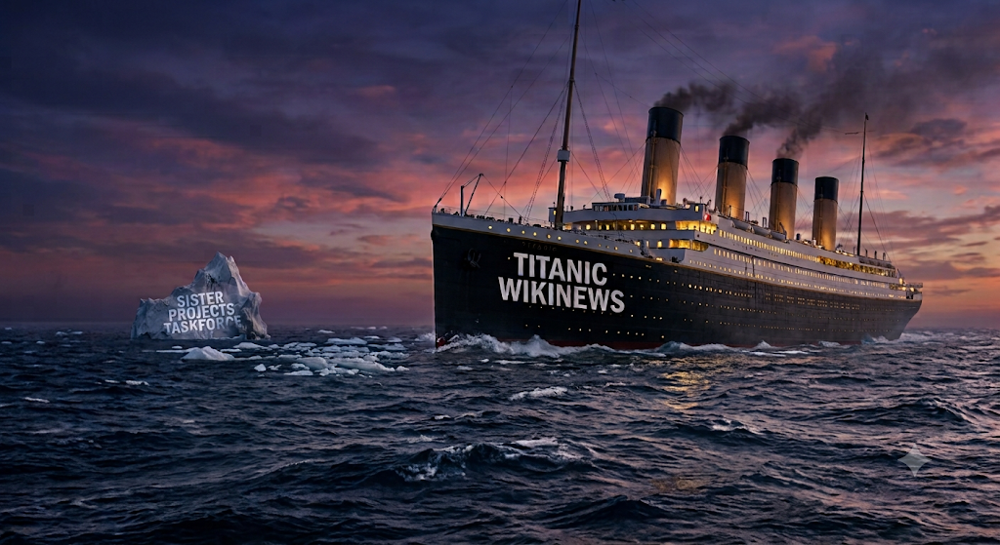 SISTER
PROJECTS
TASKFORCE
TITANIC
WIKINEWS